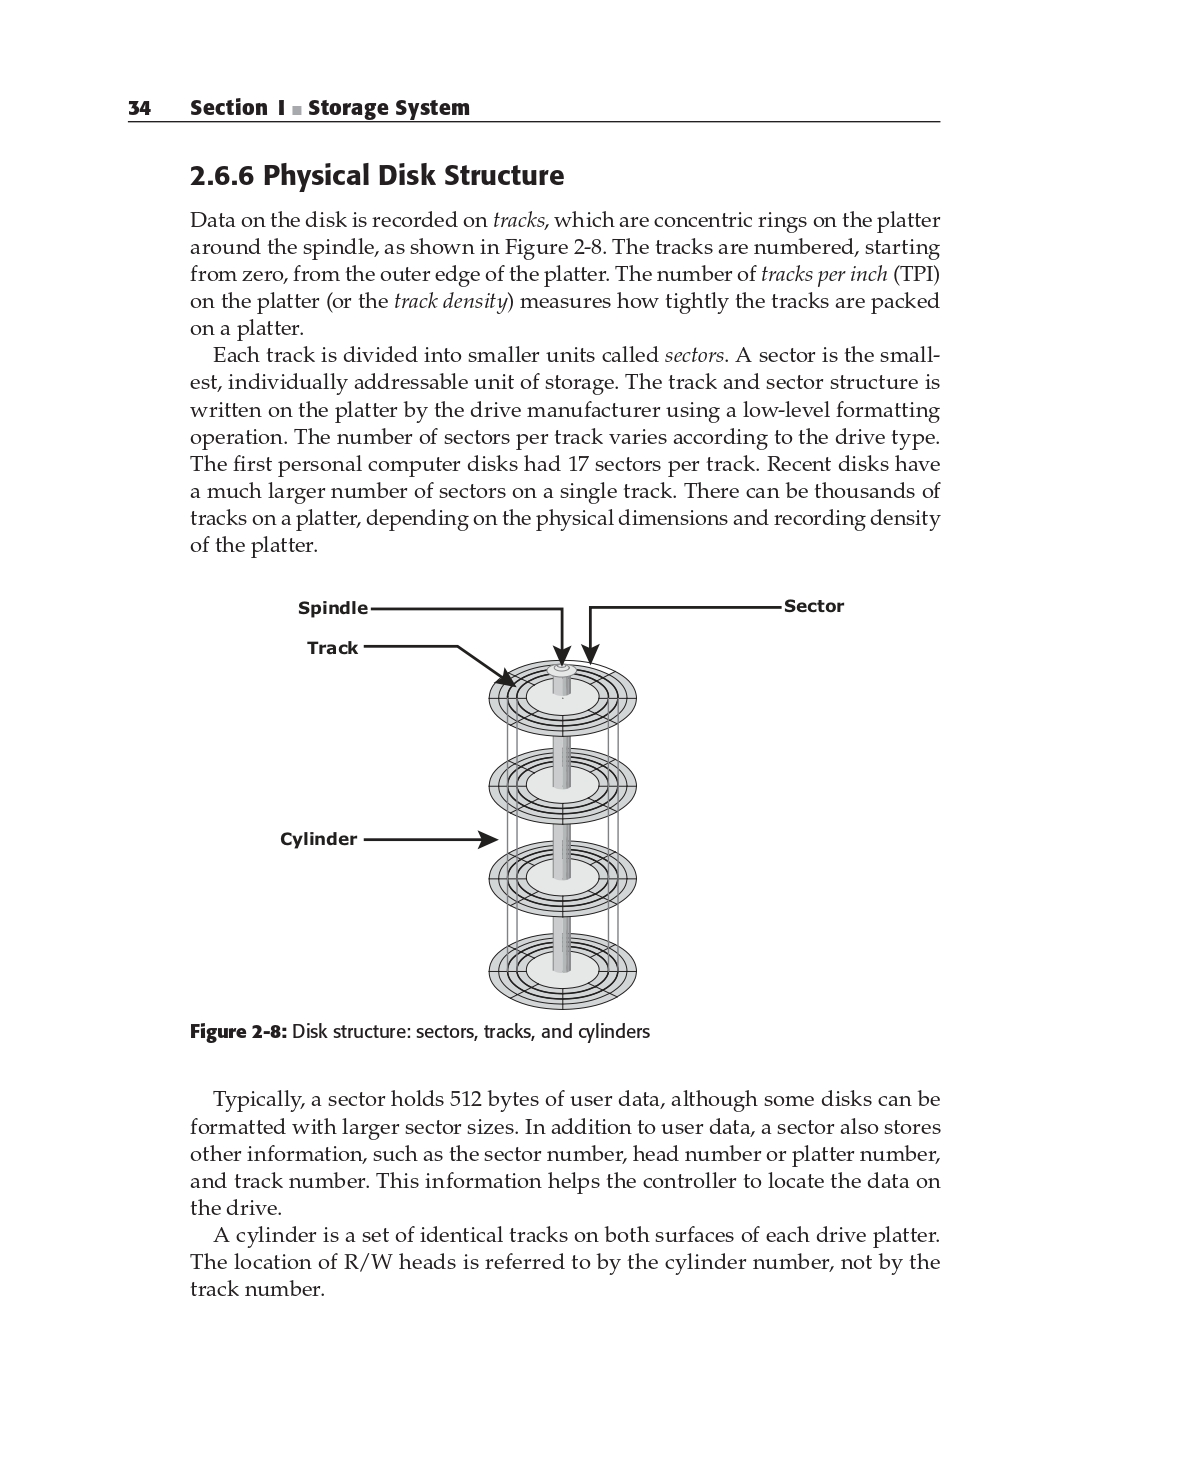 34 Section I ■ Storage System
2.6.6 Physical Disk Structure
Data on the disk is recorded on tracks, which are concentric rings on the platter
around the spindle, as shown in Figure 2-8. The tracks are numbered, starting
from zero, from the outer edge of the platter. The number of tracks per inch (TPI)
on the platter (or the track density) measures how tightly the tracks are packed
on a platter.
Each track is divided into smaller units called sectors. A sector is the small-
est, individually addressable unit of storage. The track and sector structure is
written on the platter by the drive manufacturer using a low-level formatting
operation. The number of sectors per track varies according to the drive type.
The first personal computer disks had 17 sectors per track. Recent disks have
a much larger number of sectors on a single track. There can be thousands of
tracks on a platter, depending on the physical dimensions and recording density
of the platter.
Spindle
Sector
Track
Cylinder
Figure 2-8: Disk structure: sectors, tracks, and cylinders
Typically, a sector holds 512 bytes of user data, although some disks can be
formatted with larger sector sizes. In addition to user data, a sector also stores
other information, such as the sector number, head number or platter number,
and track number. This information helps the controller to locate the data on
the drive.
A cylinder is a set of identical tracks on both surfaces of each drive platter.
The location of R/W heads is referred to by the cylinder number, not by the
track number.